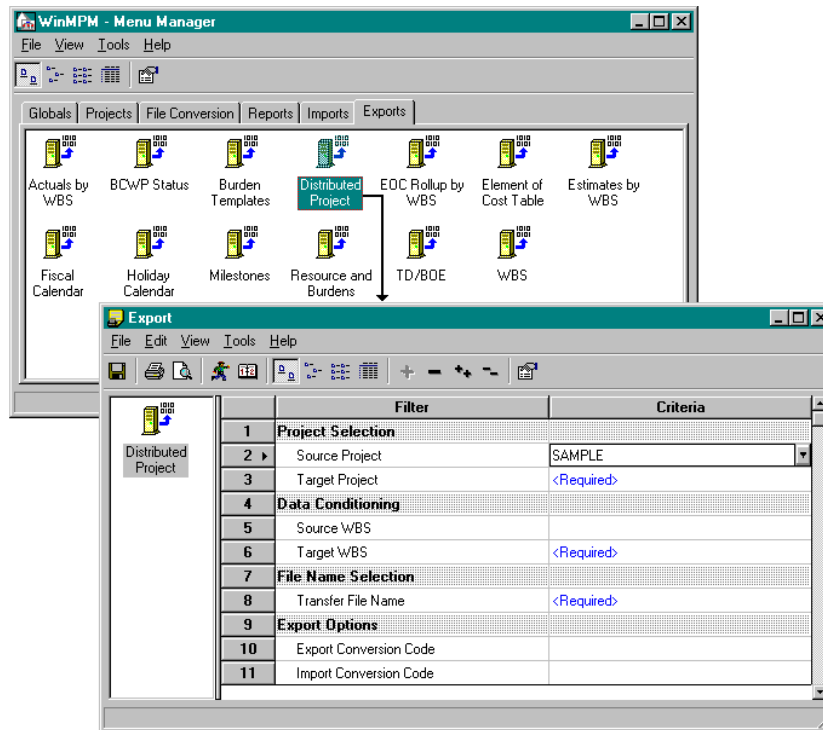 WinMPM - Menu Manager
File View Tools Help
Globals Projects File Conversion Reports Imports Exports
Actuals by WBS
BCWP Status
Burden Templates
Distributed Project
EOC Rollup by WBS
Element of Cost Table
Estimates by WBS
Fiscal Calendar
Holiday Calendar
Milestones
Resource and Burdens
TD/BOE
WBS
Export
File Edit View Tools Help
Distributed Project
Filter Criteria
1 Project Selection
2 Source Project SAMPLE
3 Target Project <Required>
4 Data Conditioning
5 Source WBS
6 Target WBS <Required>
7 File Name Selection
8 Transfer File Name <Required>
9 Export Options
10 Export Conversion Code
11 Import Conversion Code